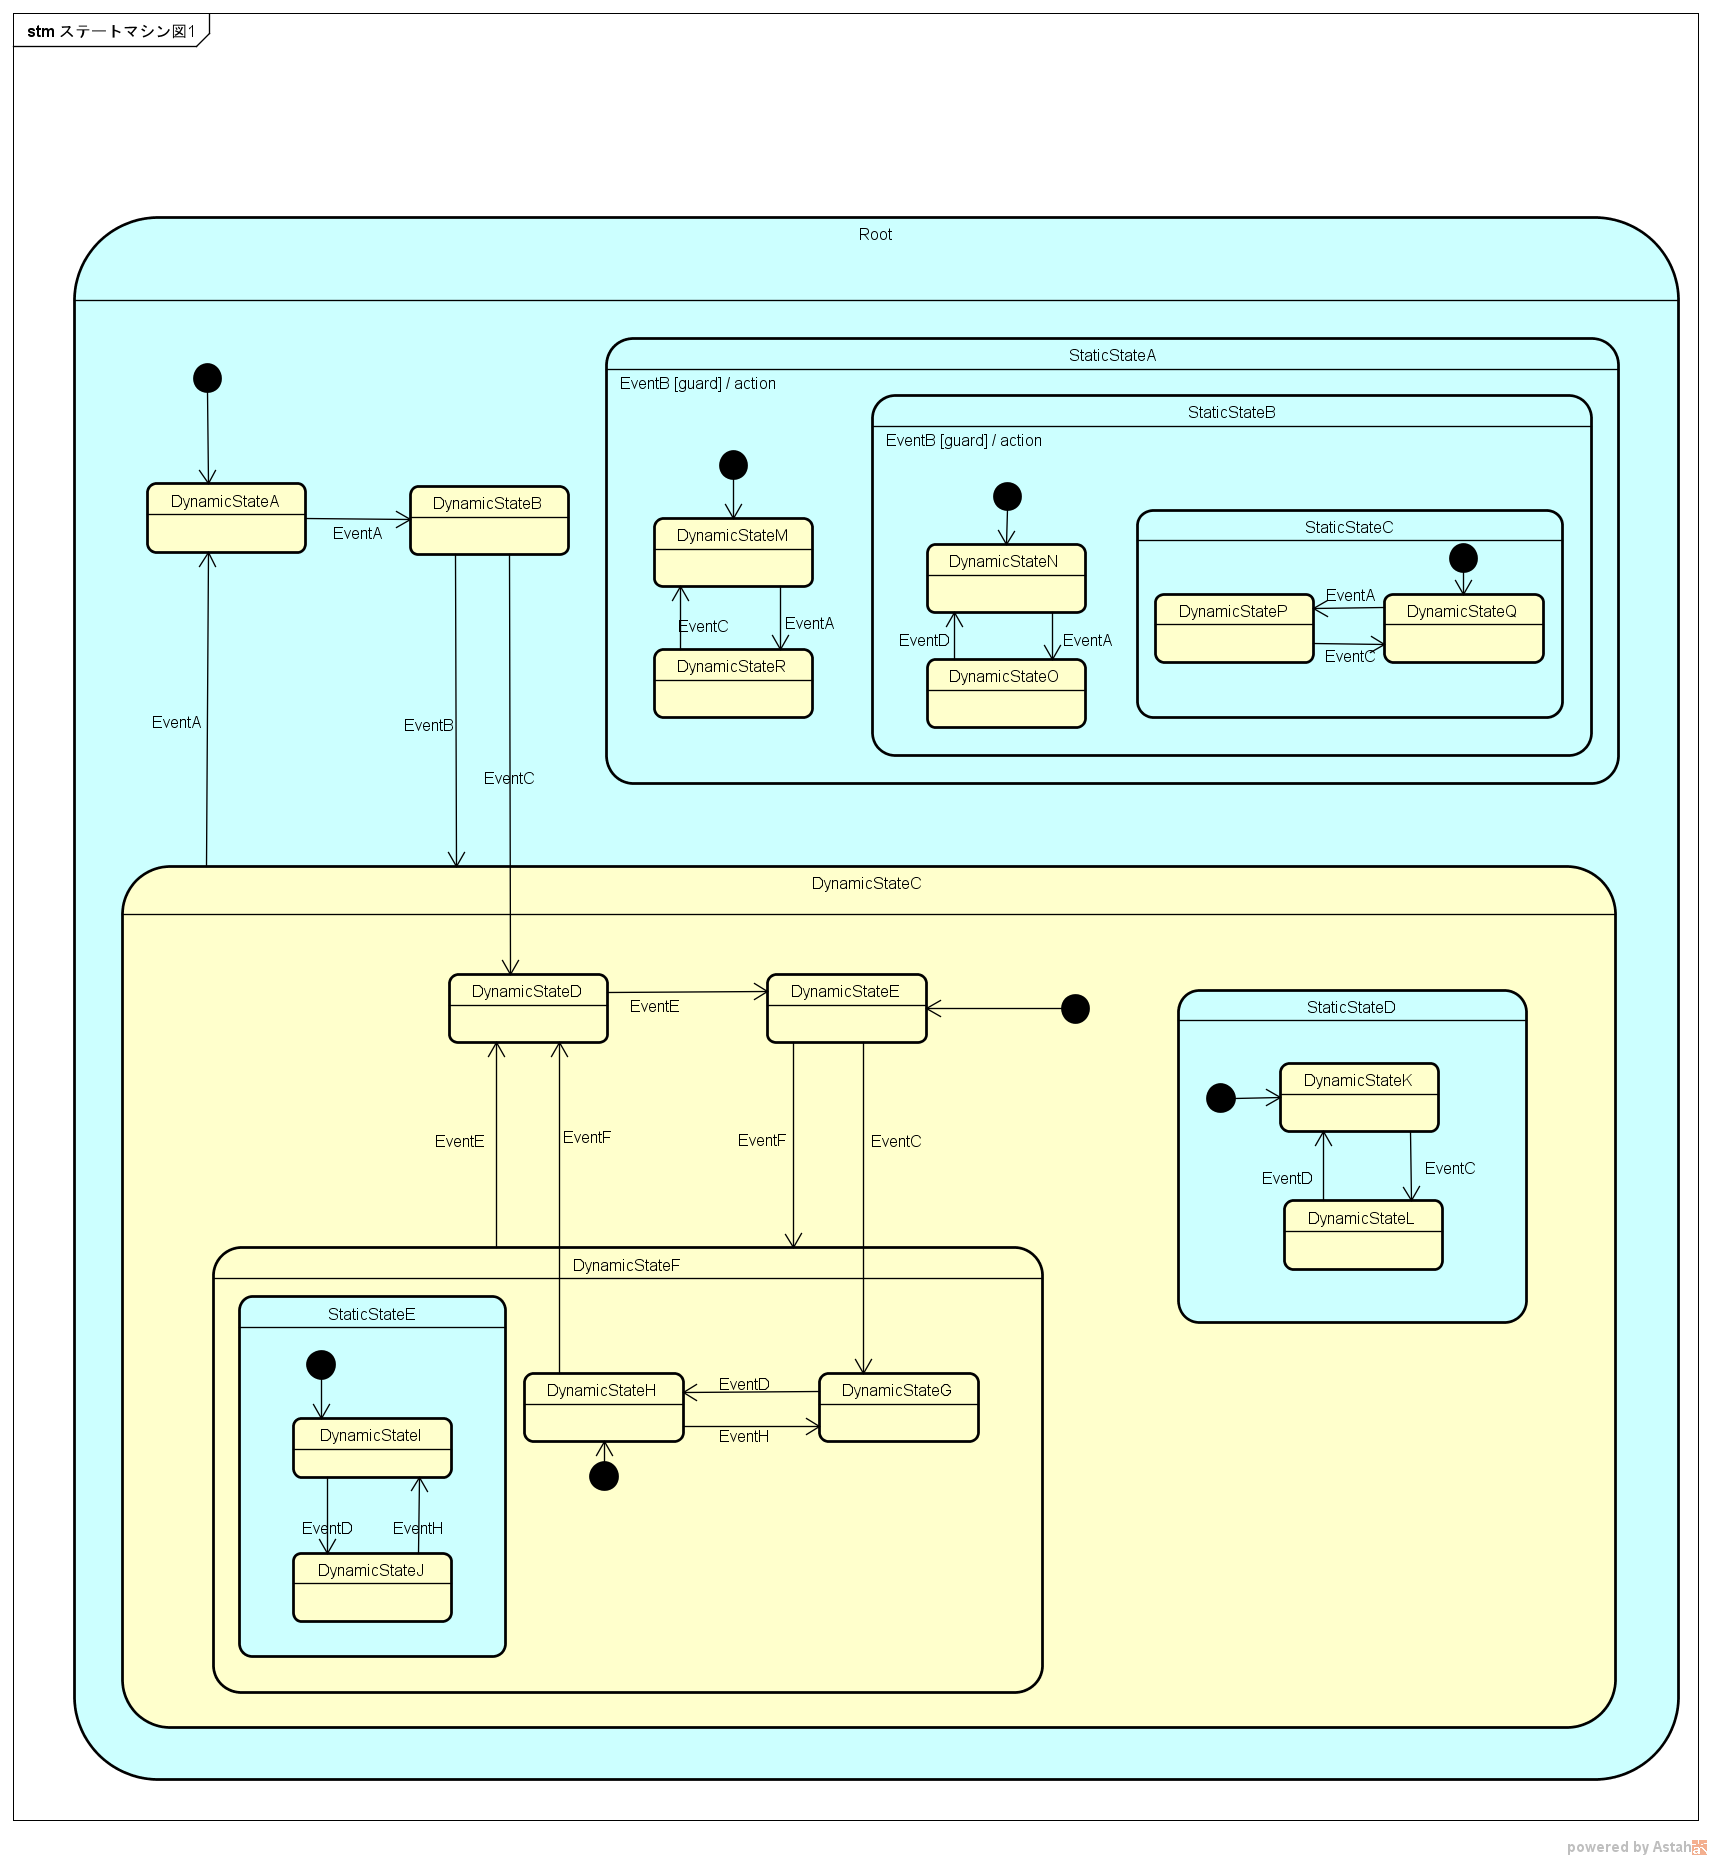 stm ステートマシン図1
Root
StaticStateA
EventB [guard] / action
StaticStateB
EventB [guard] / action
DynamicStateA
EventA
DynamicStateB
DynamicStateM
EventC
EventA
DynamicStateR
DynamicStateN
EventD
EventA
DynamicStateO
StaticStateC
DynamicStateP
EventA
EventC
DynamicStateQ
EventA
EventB
EventC
DynamicStateC
DynamicStateD
EventE
DynamicStateE
EventE
EventF
EventF
EventC
StaticStateD
DynamicStateK
EventD
EventC
DynamicStateL
DynamicStateF
StaticStateE
DynamicStateI
EventD
EventH
DynamicStateJ
DynamicStateH
EventD
EventH
DynamicStateG
powered by Astah